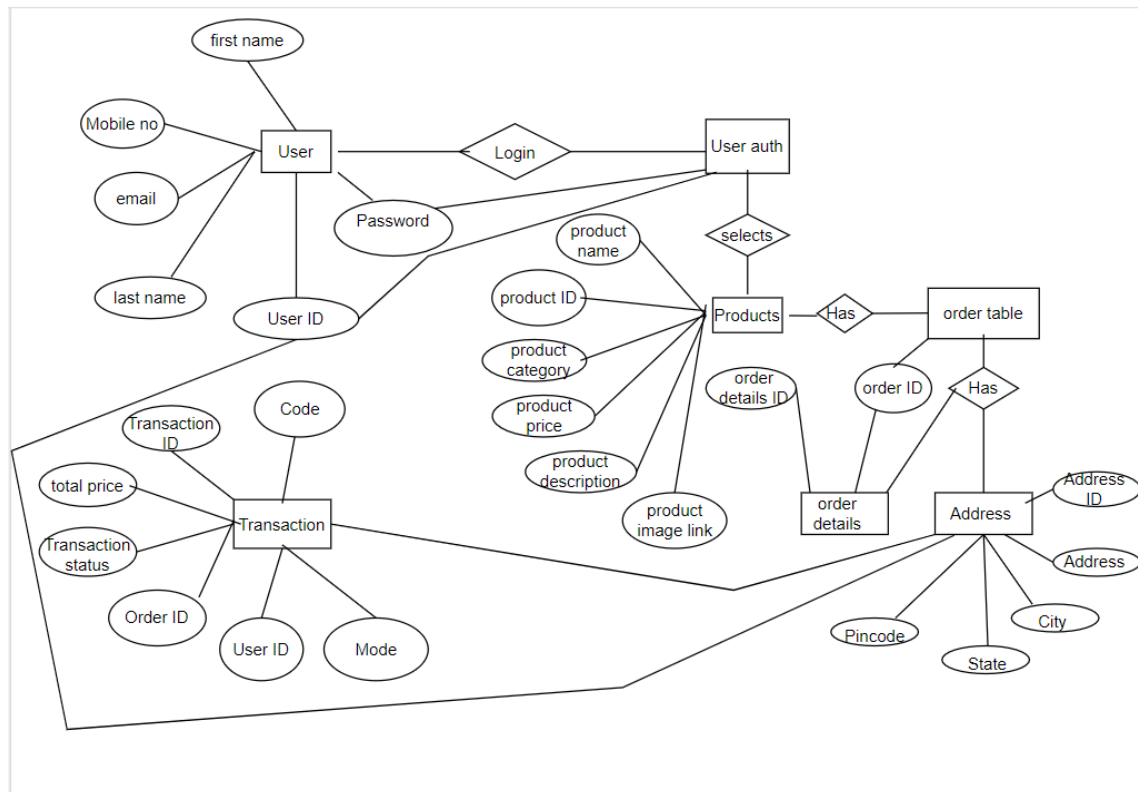 first name
Mobile no
User
Login
User auth
email
Password
product
name
selects
last name
User ID
product ID
Products
Has
order table
product
category
order
details ID
order ID
Has
Code
product
price
Transaction
ID
product
description
total price
Transaction
product
image link
order
details
Address
Address
ID
Transaction
status
Address
Order ID
User ID
Mode
Pincode
City
State